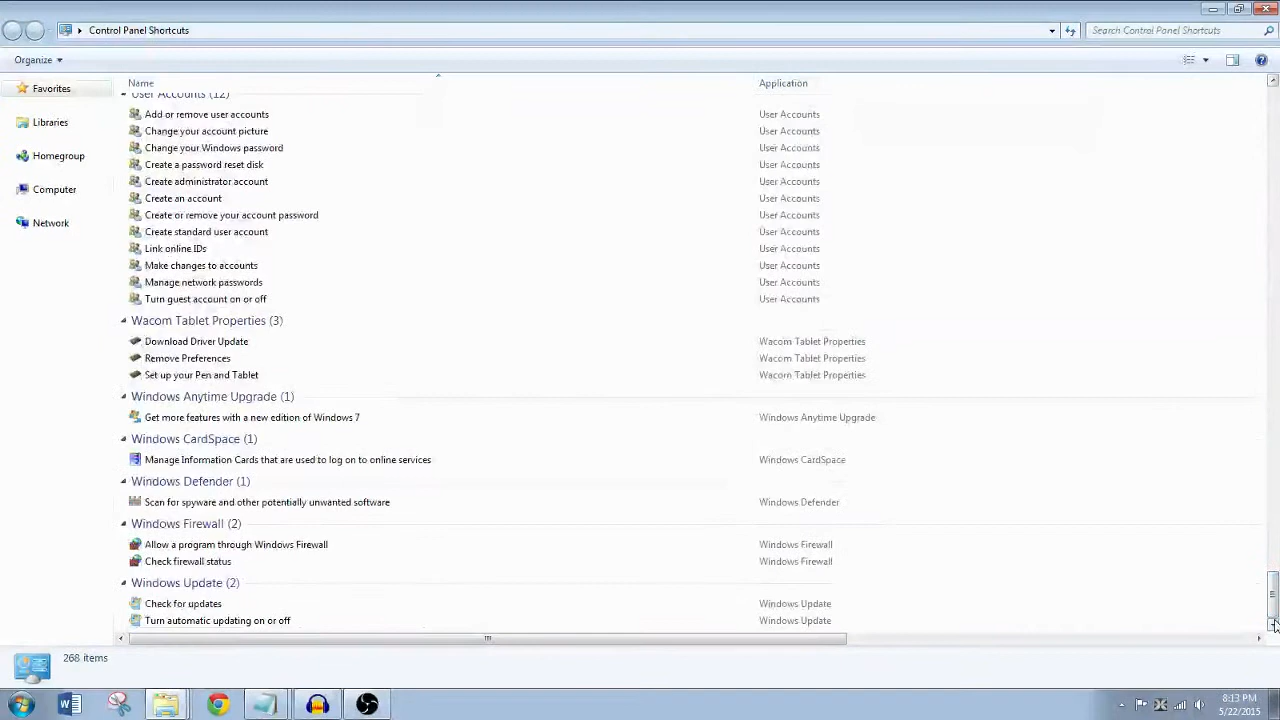 Control Panel Shortcuts
Search Control Panel Shortcuts
Organize
Favorites
Libraries
Homegroup
Computer
Network
Name Application
User Accounts (12)
Add or remove user accounts User Accounts
Change your account picture User Accounts
Change your Windows password User Accounts
Create a password reset disk User Accounts
Create administrator account User Accounts
Create an account User Accounts
Create or remove your account password User Accounts
Create standard user account User Accounts
Link online IDs User Accounts
Make changes to accounts User Accounts
Manage network passwords User Accounts
Turn guest account on or off User Accounts
Wacom Tablet Properties (3)
Download Driver Update Wacom Tablet Properties
Remove Preferences Wacom Tablet Properties
Set up your Pen and Tablet Wacom Tablet Properties
Windows Anytime Upgrade (1)
Get more features with a new edition of Windows 7 Windows Anytime Upgrade
Windows CardSpace (1)
Manage Information Cards that are used to log on to online services Windows CardSpace
Windows Defender (1)
Scan for spyware and other potentially unwanted software Windows Defender
Windows Firewall (2)
Allow a program through Windows Firewall Windows Firewall
Check firewall status Windows Firewall
Windows Update (2)
Check for updates Windows Update
Turn automatic updating on or off Windows Update
268 items
8:13 PM
5/22/2015